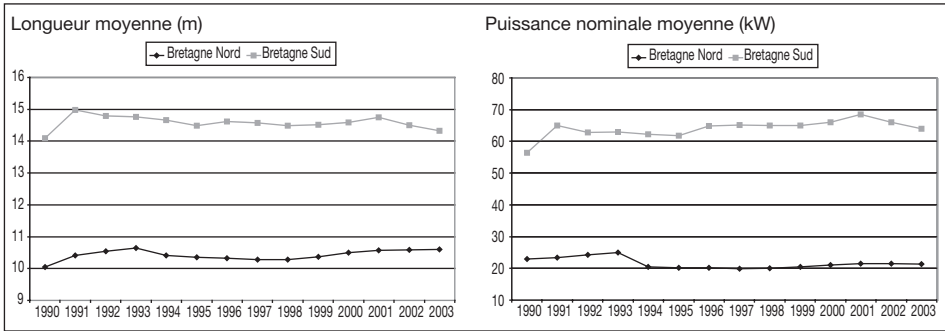 Longueur moyenne (m)
Bretagne Nord Bretagne Sud
16
15
14
13
12
11
10
9
1990 1991 1992 1993 1994 1995 1996 1997 1998 1999 2000 2001 2002 2003
Puissance nominale moyenne (kW)
Bretagne Nord Bretagne Sud
80
70
60
50
40
30
20
10
1990 1991 1992 1993 1994 1995 1996 1997 1998 1999 2000 2001 2002 2003